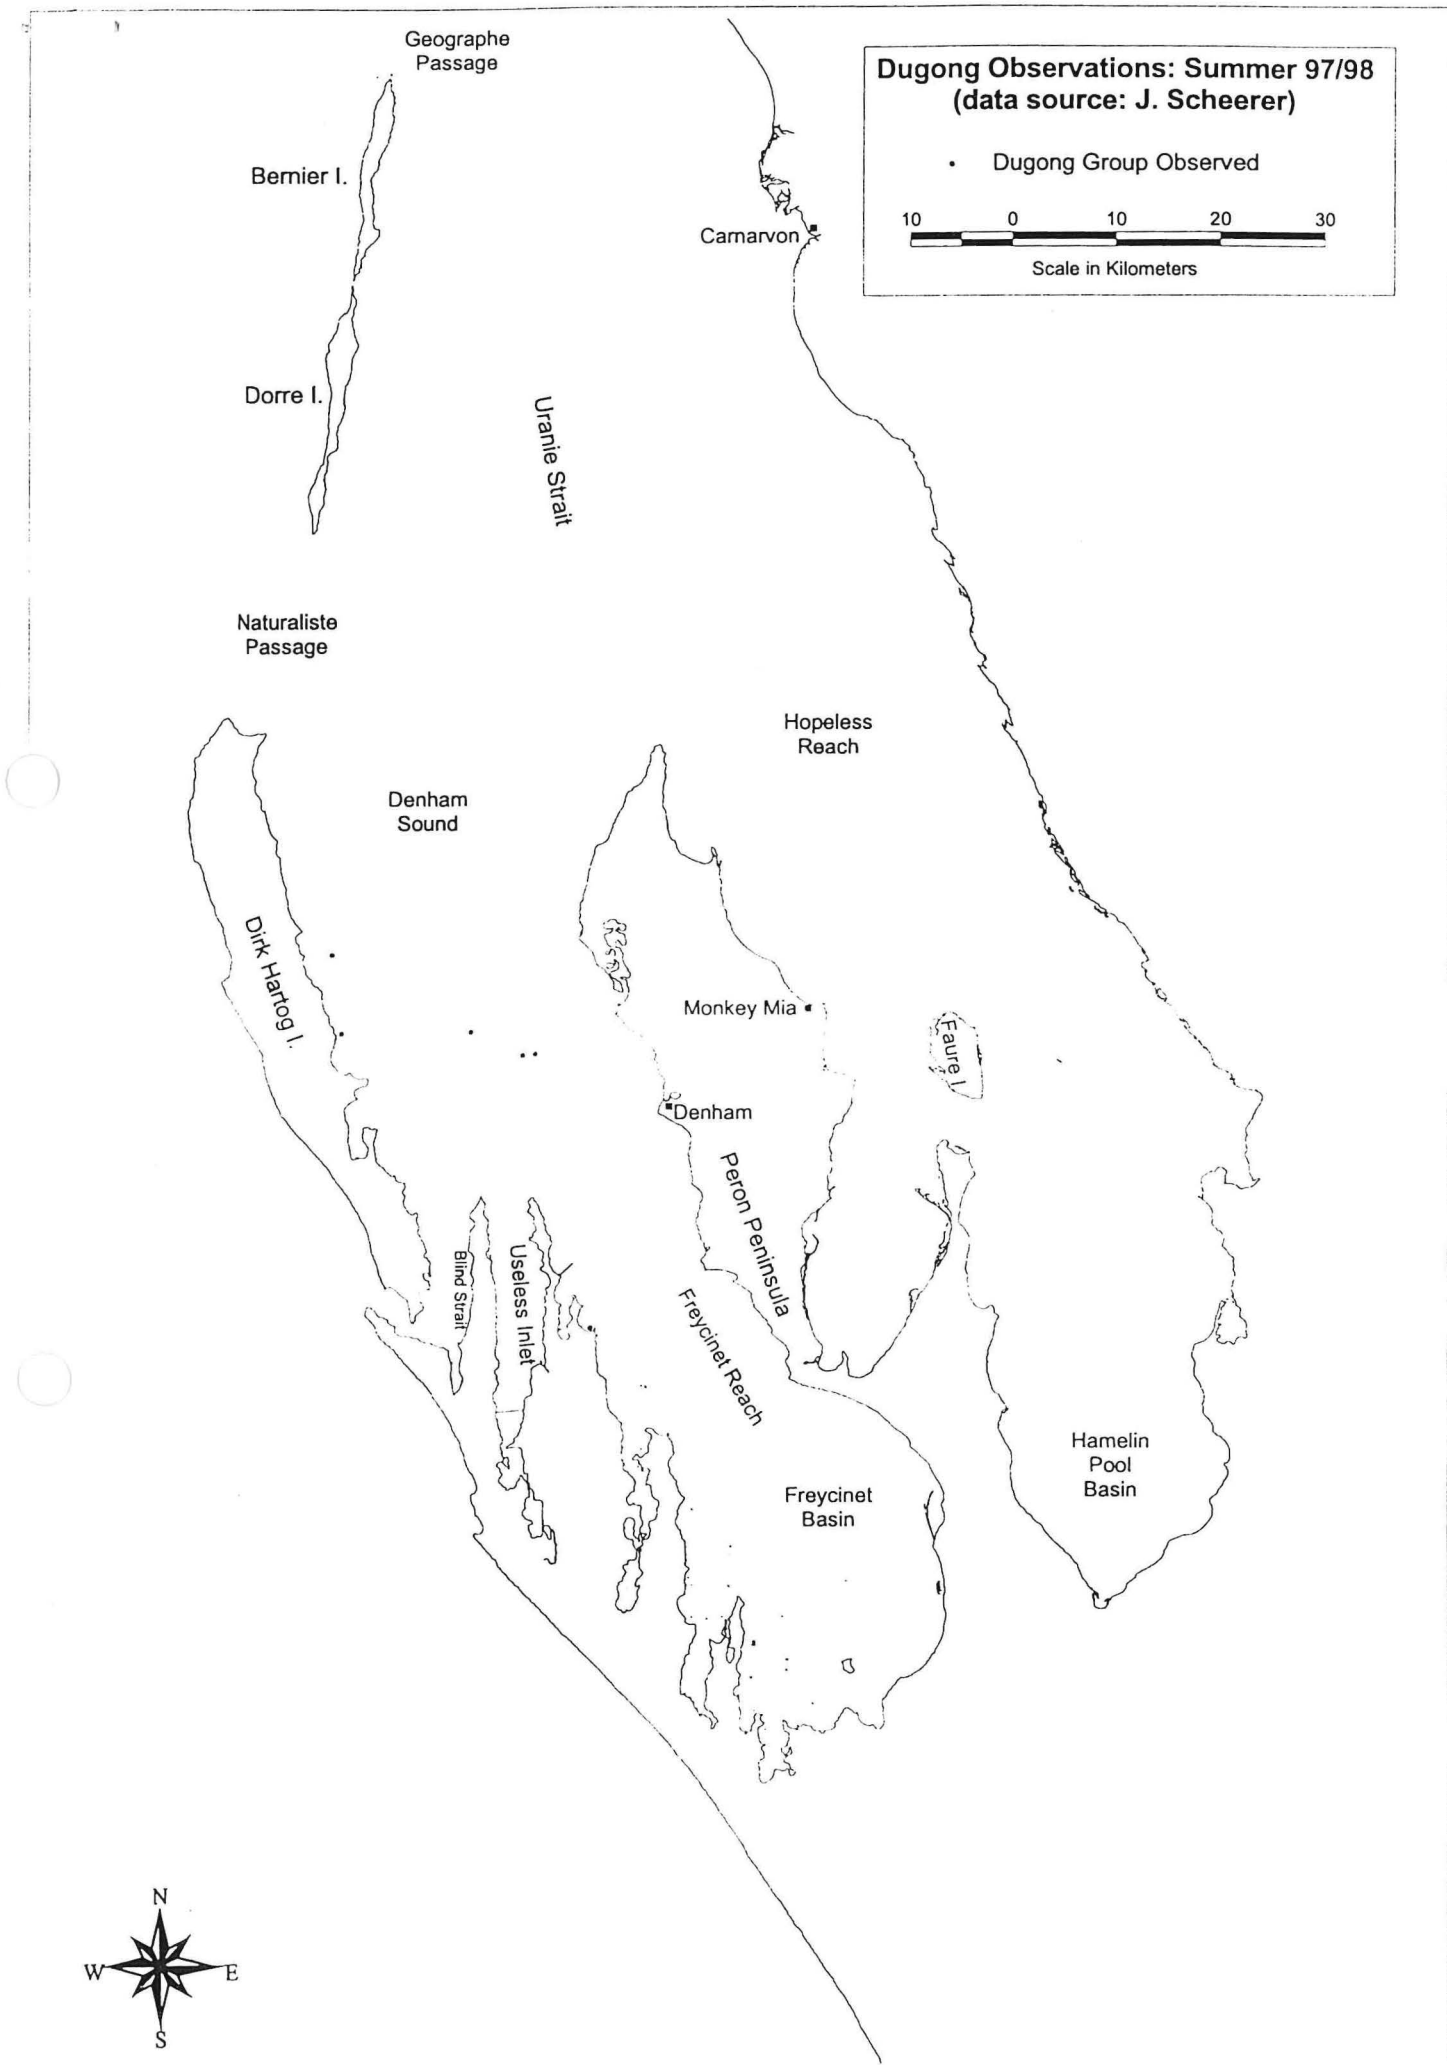 Geographe
Passage
Dugong Observations: Summer 97/98
(data source: J. Scheerer)
Dugong Group Observed
10 0 10 20 30
Scale in Kilometers
Bernier I.
Carnarvon
Dorre I.
Uranie Strait
Naturaliste
Passage
Hopeless
Reach
Denham
Sound
Dirk Hartog I.
Monkey Mia
Faure I.
Denham
Peron Peninsula
Blind Strait
Useless Inlet
Freycinet Reach
Hamelin
Pool
Basin
Freycinet
Basin
N
W E
S